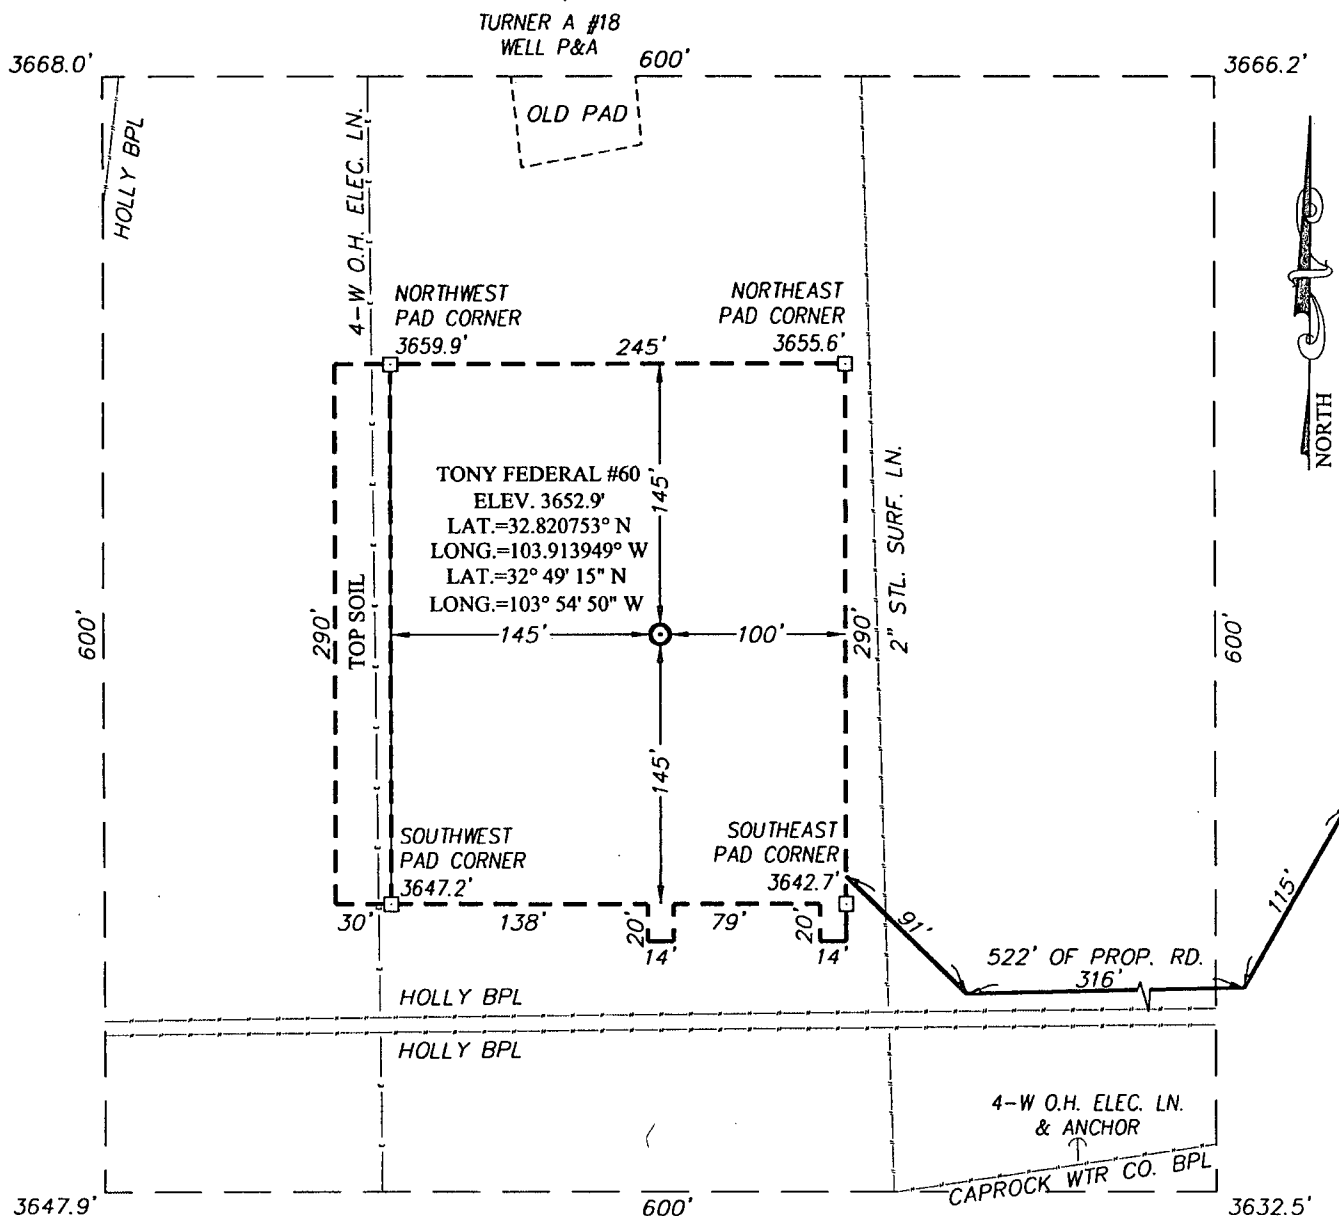 TURNER A #18
WELL P&A
3668.0'
600'
3666.2'
OLD PAD
HOLLY BPL
4-W O.H. ELEC. LN.
NORTHWEST
PAD CORNER
3659.9'
245'
NORTHEAST
PAD CORNER
3655.6'
NORTH
TONY FEDERAL #60
ELEV. 3652.9'
LAT.=32.820753° N
LONG.=103.913949° W
LAT.=32° 49' 15" N
LONG.=103° 54' 50" W
145'
2" STL. SURF. LN.
600'
290'
TOP SOIL
145'
100'
290'
600'
145'
SOUTHWEST
PAD CORNER
3647.2'
SOUTHEAST
PAD CORNER
3642.7'
30'
138'
20'
14'
79'
20'
14'
91'
115'
522' OF PROP. RD.
316'
HOLLY BPL
HOLLY BPL
4-W O.H. ELEC. LN.
& ANCHOR
CAPROCK WTR CO. BPL
3647.9'
600'
3632.5'